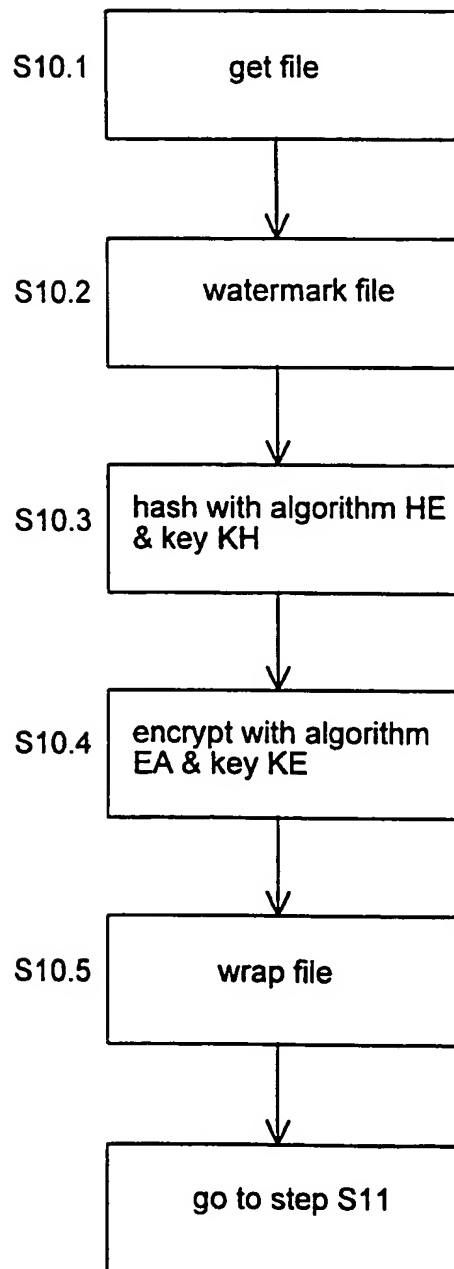 S10.1
get file
S10.2
watermark file
S10.3
hash with algorithm HE
& key KH
S10.4
encrypt with algorithm
EA & key KE
S10.5
wrap file
go to step S11